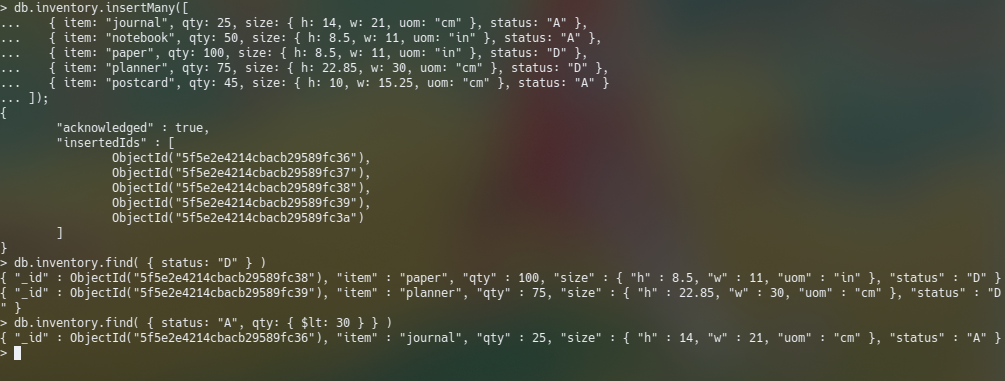 > db.inventory.insertMany([
...    { item: "journal", qty: 25, size: { h: 14, w: 21, uom: "cm" }, status: "A" },
...    { item: "notebook", qty: 50, size: { h: 8.5, w: 11, uom: "in" }, status: "A" },
...    { item: "paper", qty: 100, size: { h: 8.5, w: 11, uom: "in" }, status: "D" },
...    { item: "planner", qty: 75, size: { h: 22.85, w: 30, uom: "cm" }, status: "D" },
...    { item: "postcard", qty: 45, size: { h: 10, w: 15.25, uom: "cm" }, status: "A" }
... ]);
{
        "acknowledged" : true,
        "insertedIds" : [
                ObjectId("5f5e2e4214cbacb29589fc36"),
                ObjectId("5f5e2e4214cbacb29589fc37"),
                ObjectId("5f5e2e4214cbacb29589fc38"),
                ObjectId("5f5e2e4214cbacb29589fc39"),
                ObjectId("5f5e2e4214cbacb29589fc3a")
        ]
}
> db.inventory.find( { status: "D" } )
{ "_id" : ObjectId("5f5e2e4214cbacb29589fc38"), "item" : "paper", "qty" : 100, "size" : { "h" : 8.5, "w" : 11, "uom" : "in" }, "status" : "D" }
{ "_id" : ObjectId("5f5e2e4214cbacb29589fc39"), "item" : "planner", "qty" : 75, "size" : { "h" : 22.85, "w" : 30, "uom" : "cm" }, "status" : "D
" }
> db.inventory.find( { status: "A", qty: { $lt: 30 } } )
{ "_id" : ObjectId("5f5e2e4214cbacb29589fc36"), "item" : "journal", "qty" : 25, "size" : { "h" : 14, "w" : 21, "uom" : "cm" }, "status" : "A" }
>